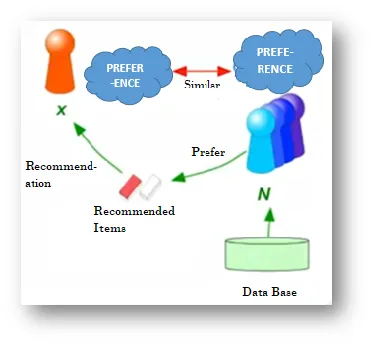 PREFER
-ENCE
PREFE-
RENCE
Similar
x
Prefer
Recommend-
ation
N
Recommended
Items
Data Base